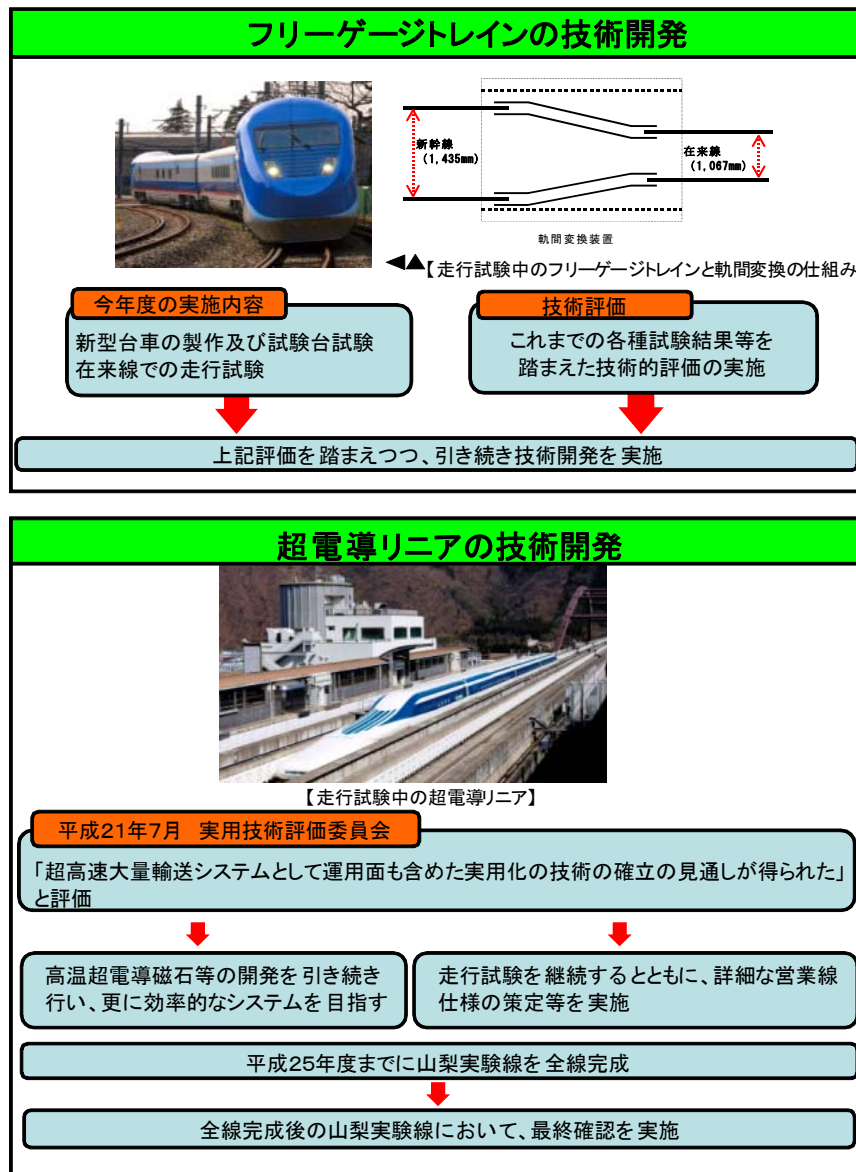 フリーゲージトレインの技術開発
新幹線
（1,435㎜）
在来線
（1,067㎜）
軌間変換装置
◀▲【走行試験中のフリーゲージトレインと軌間変換の仕組み
今年度の実施内容
新型台車の製作及び試験台試験
在来線での走行試験
技術評価
これまでの各種試験結果等を
踏まえた技術的評価の実施
上記評価を踏まえつつ、引き続き技術開発を実施
超電導リニアの技術開発
【走行試験中の超電導リニア】
平成21年7月　実用技術評価委員会
「超高速大量輸送システムとして運用面も含めた実用化の技術の確立の見通しが得られた」
と評価
高温超電導磁石等の開発を引き続き
行い、更に効率的なシステムを目指す
走行試験を継続するとともに、詳細な営業線
仕様の策定等を実施
平成25年度までに山梨実験線を全線完成
全線完成後の山梨実験線において、最終確認を実施